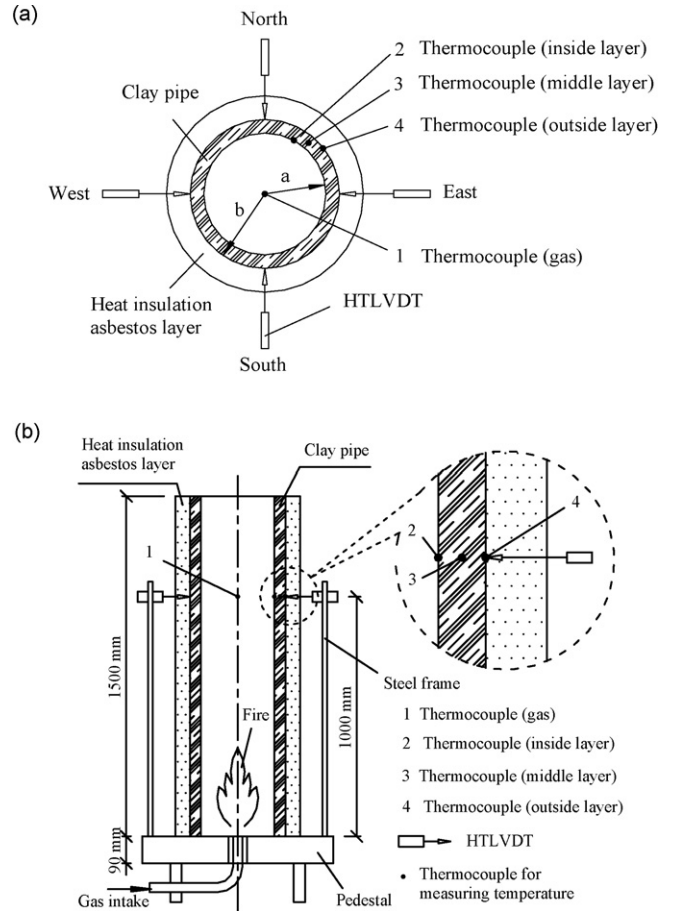 (a)
North
2 Thermocouple (inside layer)
3 Thermocouple (middle layer)
4 Thermocouple (outside layer)
Clay pipe
a
West
East
b
1 Thermocouple (gas)
Heat insulation
asbestos layer
HTLVDT
South
(b)
Heat insulation
asbestos layer
Clay pipe
1
2
4
3
1500 mm
1000 mm
Steel frame
Fire
1 Thermocouple (gas)
2 Thermocouple (inside layer)
3 Thermocouple (middle layer)
4 Thermocouple (outside layer)
HTLVDT
90 mm
Gas intake
Pedestal
Thermocouple for
measuring temperature